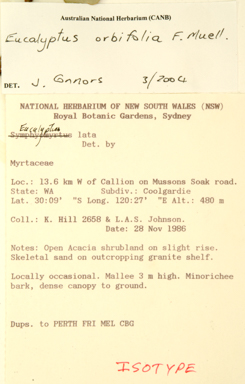 Australian National Herbarium (CANB)
Eucalyptus orbifolia F. Muell.
DET. J. Connors 3/2004
NATIONAL HERBARIUM OF NEW SOUTH WALES (NSW)
Royal Botanic Gardens, Sydney
Eucalyptus
Symphyomyrtus lata
Det. by
Myrtaceae
Loc.: 13.6 km W of Callion on Mussons Soak road.
State: WA Subdiv.: Coolgardie
Lat. 30:09' "S Long. 120:27' "E Alt.: 480 m
Coll.: K. Hill 2658 & L.A.S. Johnson.
Date: 28 Nov 1986
Notes: Open Acacia shrubland on slight rise.
Skeletal sand on outcropping granite shelf.
Locally occasional. Mallee 3 m high. Minorichee
bark, dense canopy to ground.
Dups. to PERTH FRI MEL CBG
ISOTYPE